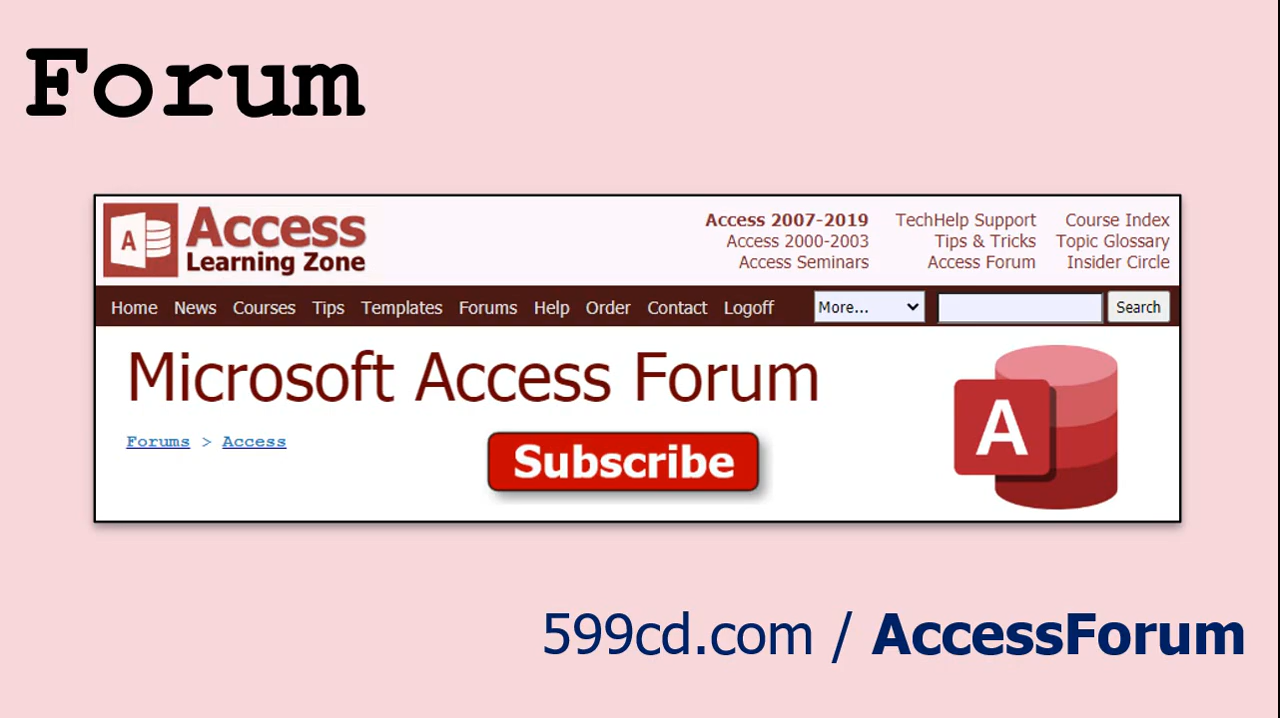 Forum
A
Access
Learning Zone
Access 2007-2019 TechHelp Support Course Index
Access 2000-2003 Tips & Tricks Topic Glossary
Access Seminars Access Forum Insider Circle
Home News Courses Tips Templates Forums Help Order Contact Logoff More... Search
Microsoft Access Forum
Forums > Access
Subscribe
A
599cd.com / AccessForum